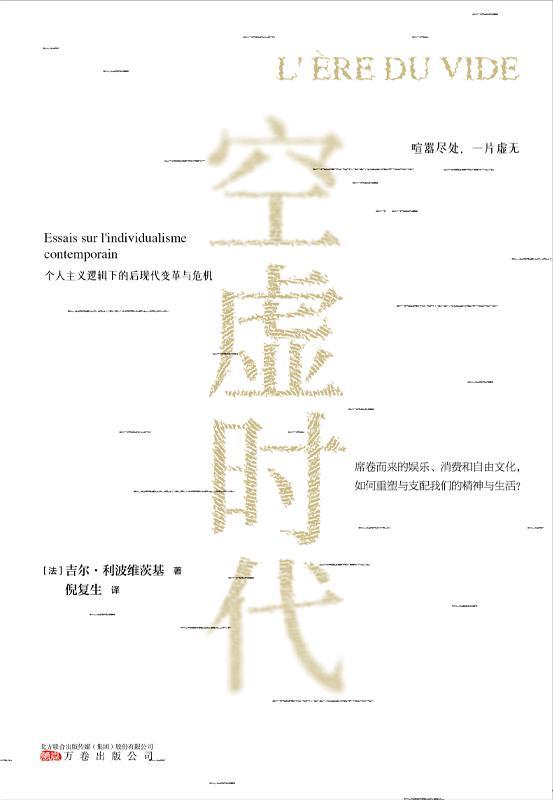 L'ÈRE DU VIDE
喧嚣尽处，一片虚无
空虚时代
Essais sur l'individualisme
contemporain
个人主义逻辑下的后现代变革与危机
席卷而来的娱乐、消费和自由文化，
如何重塑与支配我们的精神与生活？
[法] 吉尔·利波维茨基 著
倪复生 译
北方联合出版传媒（集团）股份有限公司
万卷出版公司